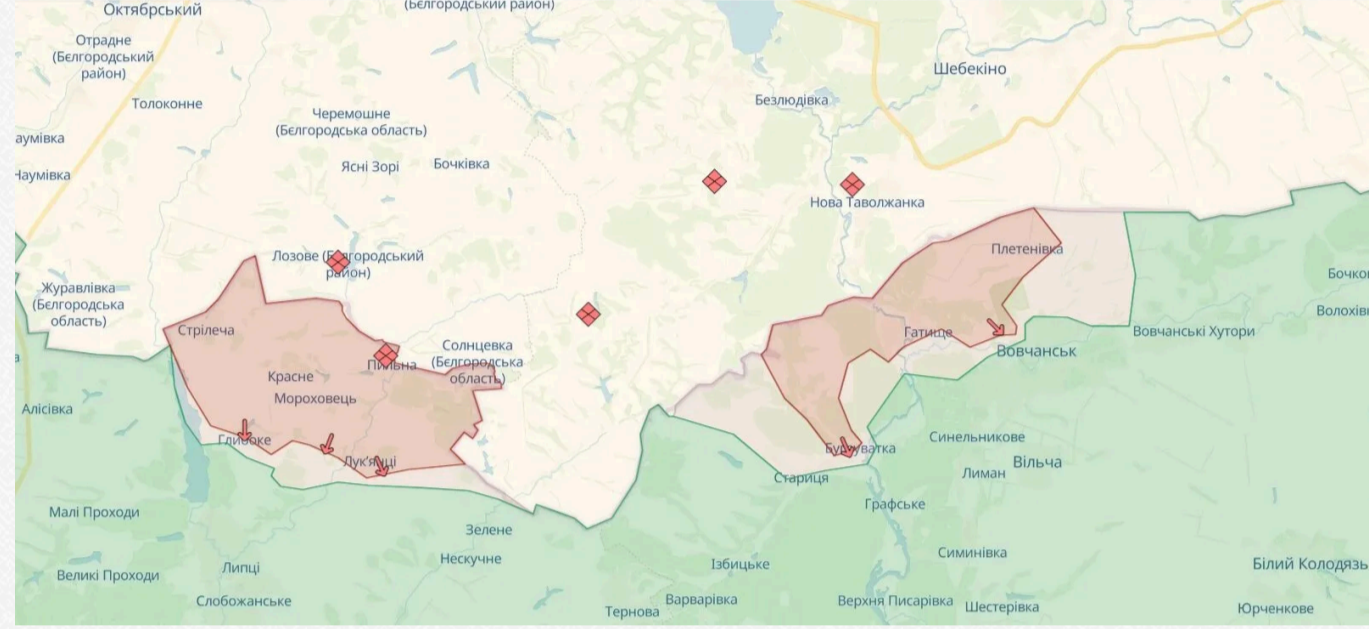 Октябрський
(Бєлгородський район)
Отрадне
(Бєлгородський
район)
Шебекіно
Толоконне
Безлюдівка
Черемошне
(Бєлгородська область)
аумівка
Ясні Зорі
Бочківка
Наумівка
Нова Таволжанка
Плетенівка
Лозове (Бєлгородський
район)
Журавлівка
(Бєлгородська
область)
Бочко
Волохів
Стрілеча
Гатище
Вовчанські Хутори
Солнцевка
(Бєлгородська
область)
Вовчанськ
а
Пильна
Красне
Мороховець
Алісівка
Глибоке
Синельникове
Бугруватка
Лук'янці
Вільча
Лиман
Стариця
Графське
Малі Проходи
Зелене
Нескучне
Симинівка
Ізбицьке
Білий Колодязь
Липці
Великі Проходи
Слобожанське
Варварівка
Верхня Писарівка
Шестерівка
Юрченкове
Тернова